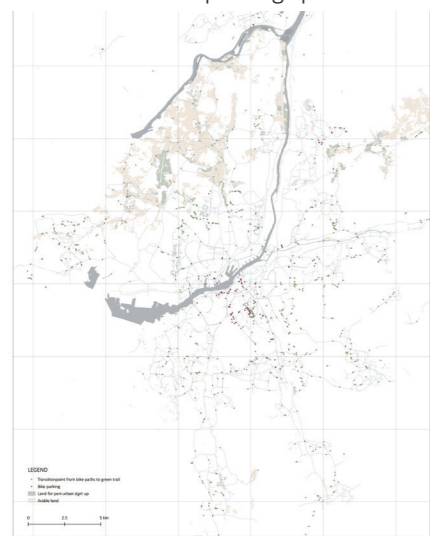 LEGEND
Transitionpoint from bike paths to green trail
Bike parking
Land for peri-urban agri up
Arable land
0 2.5 5 km